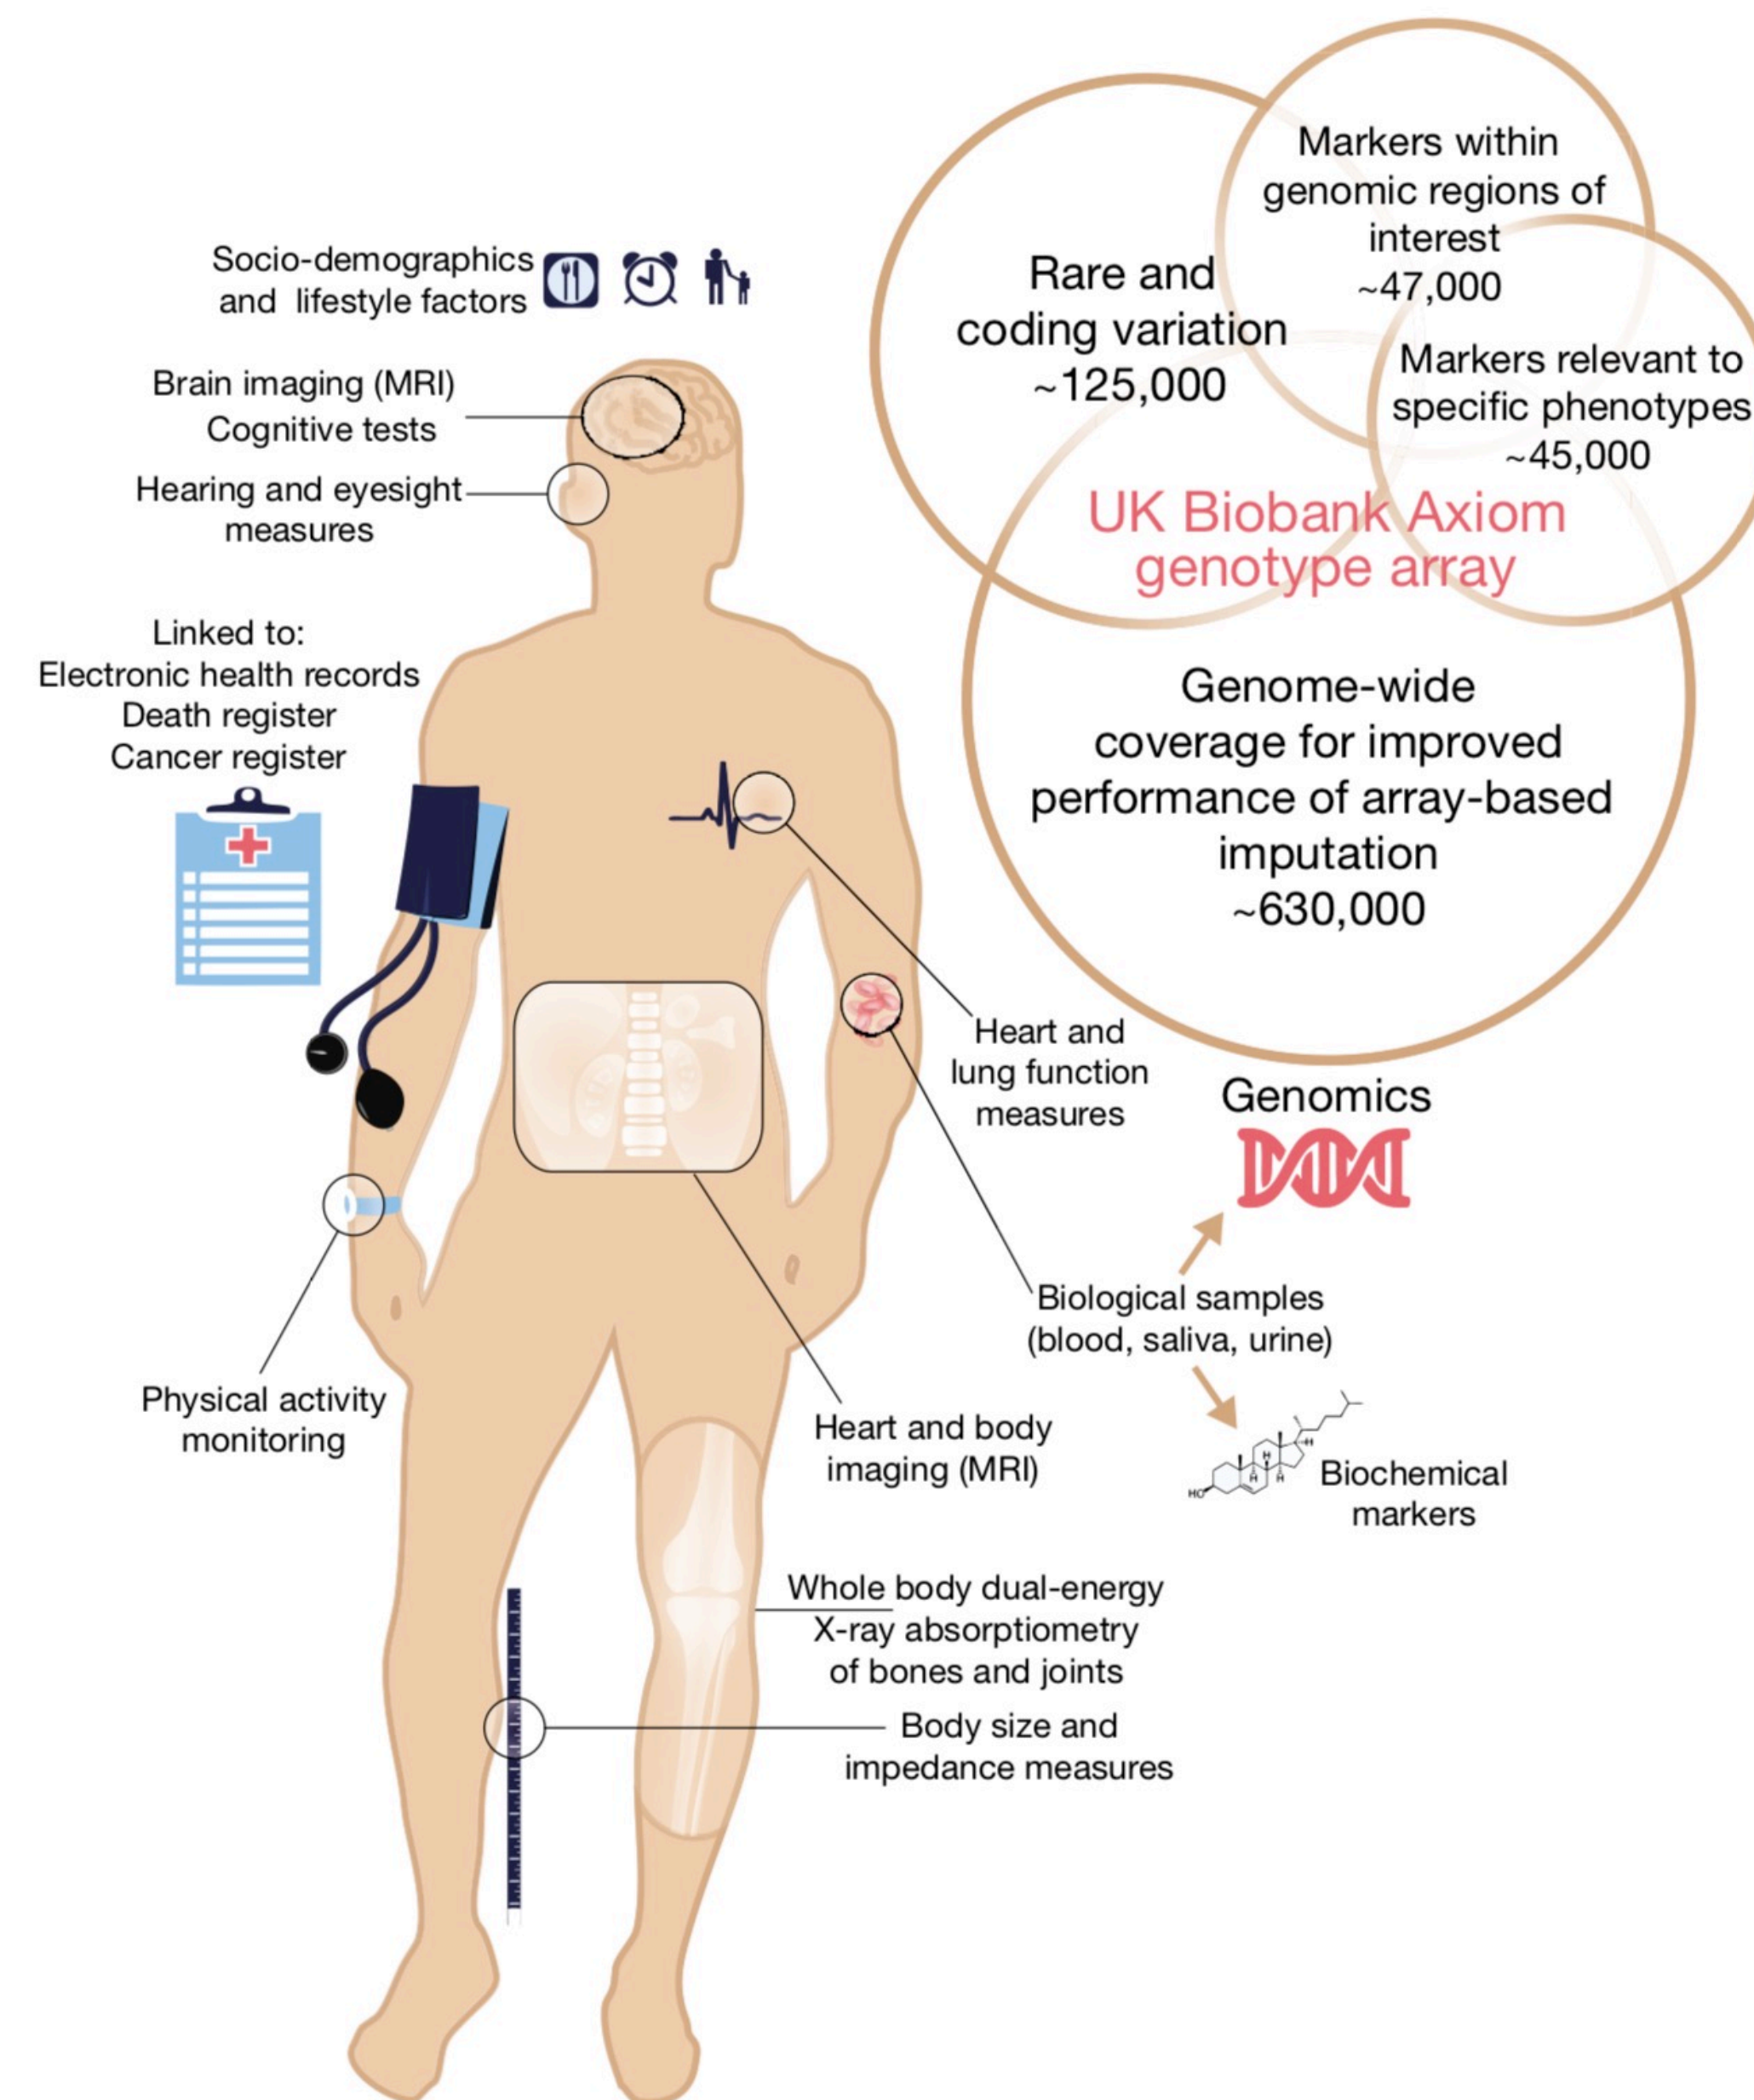 Socio-demographics
and lifestyle factors
Brain imaging (MRI)
Cognitive tests
Hearing and eyesight
measures
Linked to:
Electronic health records
Death register
Cancer register
Physical activity
monitoring
Rare and
coding variation
~125,000
Markers within
genomic regions of
interest
~47,000
Markers relevant to
specific phenotypes
~45,000
UK Biobank Axiom
genotype array
Genome-wide
coverage for improved
performance of array-based
imputation
~630,000
Heart and
lung function
measures
Genomics
Biological samples
(blood, saliva, urine)
HO
H
H
H
H
Biochemical
markers
Heart and body
imaging (MRI)
Whole body dual-energy
X-ray absorptiometry
of bones and joints
Body size and
impedance measures